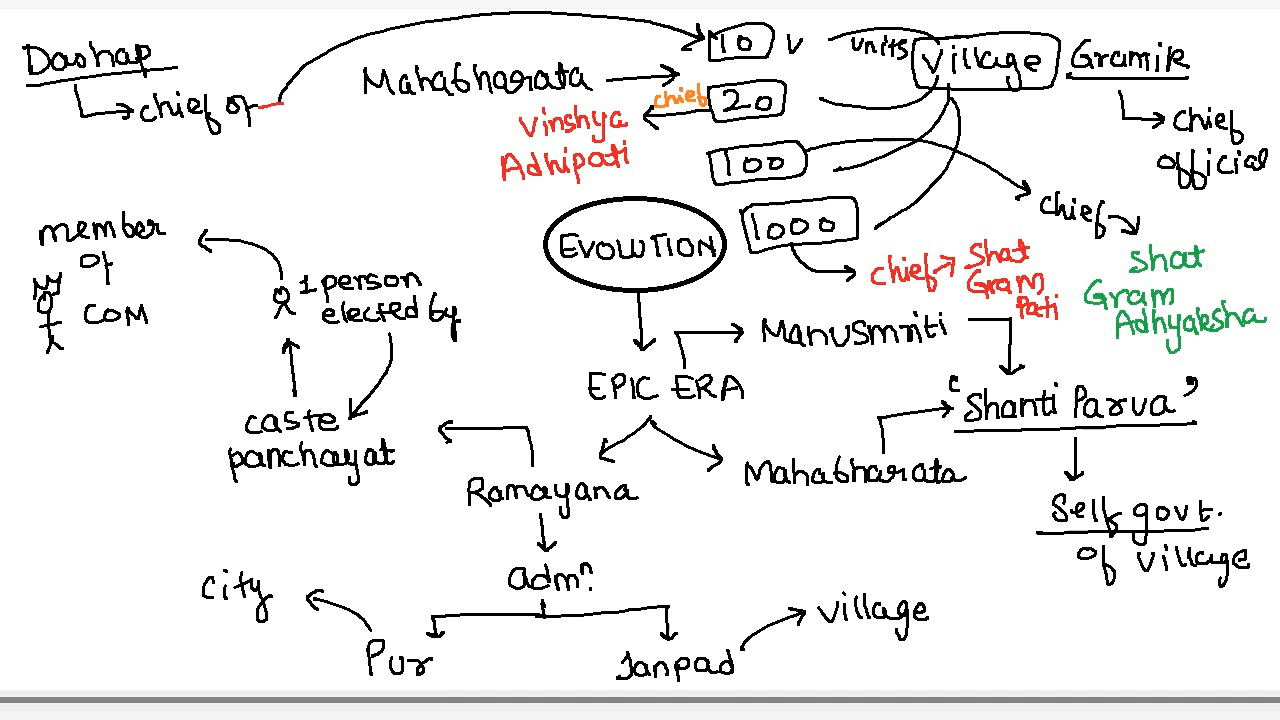 Dashap
chief of
Mahabharata
10 V
units
Village
Gramik
chief
20
Vinshya
Adhipati
chief
official
100
1000
chief
Shat
Gram
Adhyaksha
chief
Shat
Gram
Pati
EVOLUTION
member
of
COM
1 person
elected by
Manusmriti
EPIC ERA
'Shanti Parva'
caste
panchayat
Ramayana
Mahabharata
Self govt.
of village
admn.
city
Pur
Janpad
village